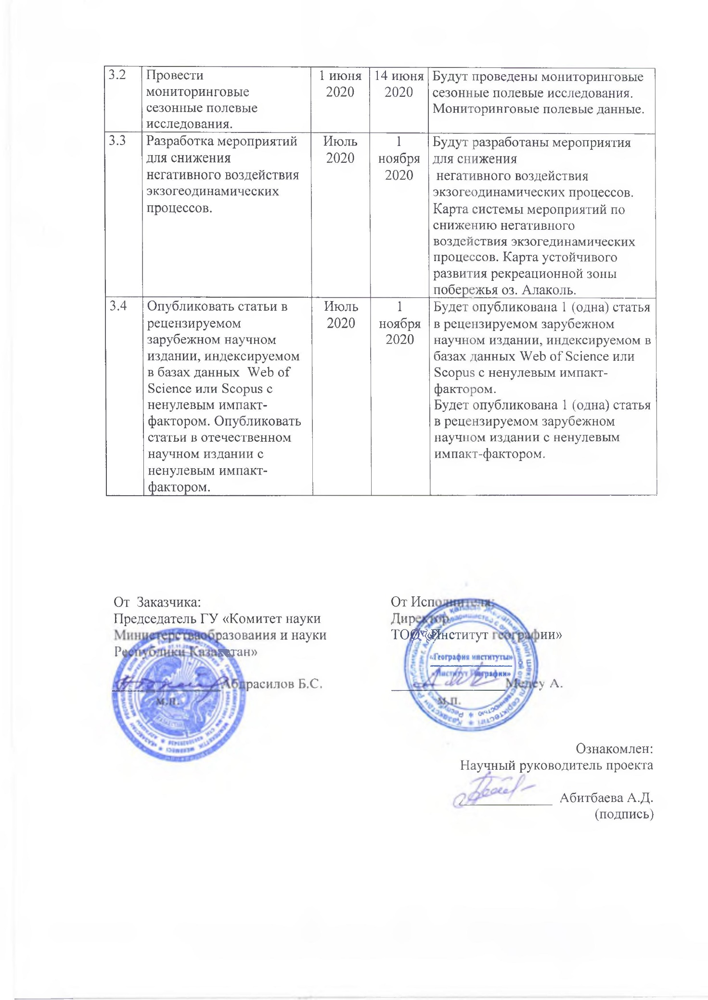 3.2
Провести
мониторинговые
сезонные полевые
исследования.
1 июня
2020
14 июня
2020
Будут проведены мониторинговые
сезонные полевые исследования.
Мониторинговые полевые данные.
3.3
Разработка мероприятий
для снижения
негативного воздействия
экзогеодинамических
процессов.
Июль
2020
1
ноября
2020
Будут разработаны мероприятия
для снижения
негативного воздействия
экзогеодинамических процессов.
Карта системы мероприятий по
снижению негативного
воздействия экзогединамических
процессов. Карта устойчивого
развития рекреационной зоны
побережья оз. Алаколь.
3.4
Опубликовать статьи в
рецензируемом
зарубежном научном
издании, индексируемом
в базах данных Web of
Science или Scopus с
ненулевым импакт-
фактором. Опубликовать
статьи в отечественном
научном издании с
ненулевым импакт-
фактором.
Июль
2020
1
ноября
2020
Будет опубликована 1 (одна) статья
в рецензируемом зарубежном
научном издании, индексируемом в
базах данных Web of Science или
Scopus с ненулевым импакт-
фактором.
Будет опубликована 1 (одна) статья
в рецензируемом зарубежном
научном издании с ненулевым
импакт-фактором.
От Заказчика:
Председатель ГУ «Комитет науки
Министерстваобразования и науки
Республики Казахстан»
Абдрасилов Б.С.
м.п.
От Исполнителя:
Директор
ТОО «Институт географии»
«География институты»
«Институт Географии»
Медеу А.
м.п.
Ознакомлен:
Научный руководитель проекта
Абитбаева А.Д.
(подпись)